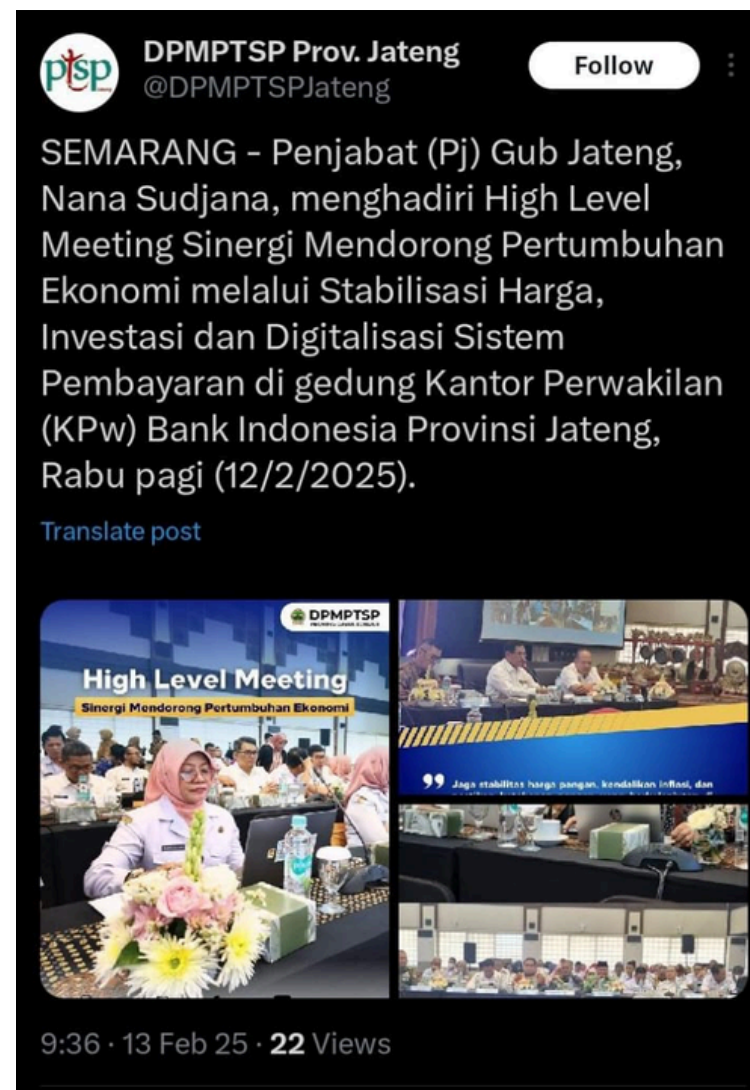 ptsp
DPMPTSP Prov. Jateng
@DPMPTSPJateng
Follow
SEMARANG - Penjabat (Pj) Gub Jateng,
Nana Sudjana, menghadiri High Level
Meeting Sinergi Mendorong Pertumbuhan
Ekonomi melalui Stabilisasi Harga,
Investasi dan Digitalisasi Sistem
Pembayaran di gedung Kantor Perwakilan
(KPw) Bank Indonesia Provinsi Jateng,
Rabu pagi (12/2/2025).
Translate post
DPMPTSP
High Level Meeting
Sinergi Mendorong Pertumbuhan Ekonomi
Jaga stabilitas harga pangan, kendalikan inflasi, dan
9:36 · 13 Feb 25 · 22 Views